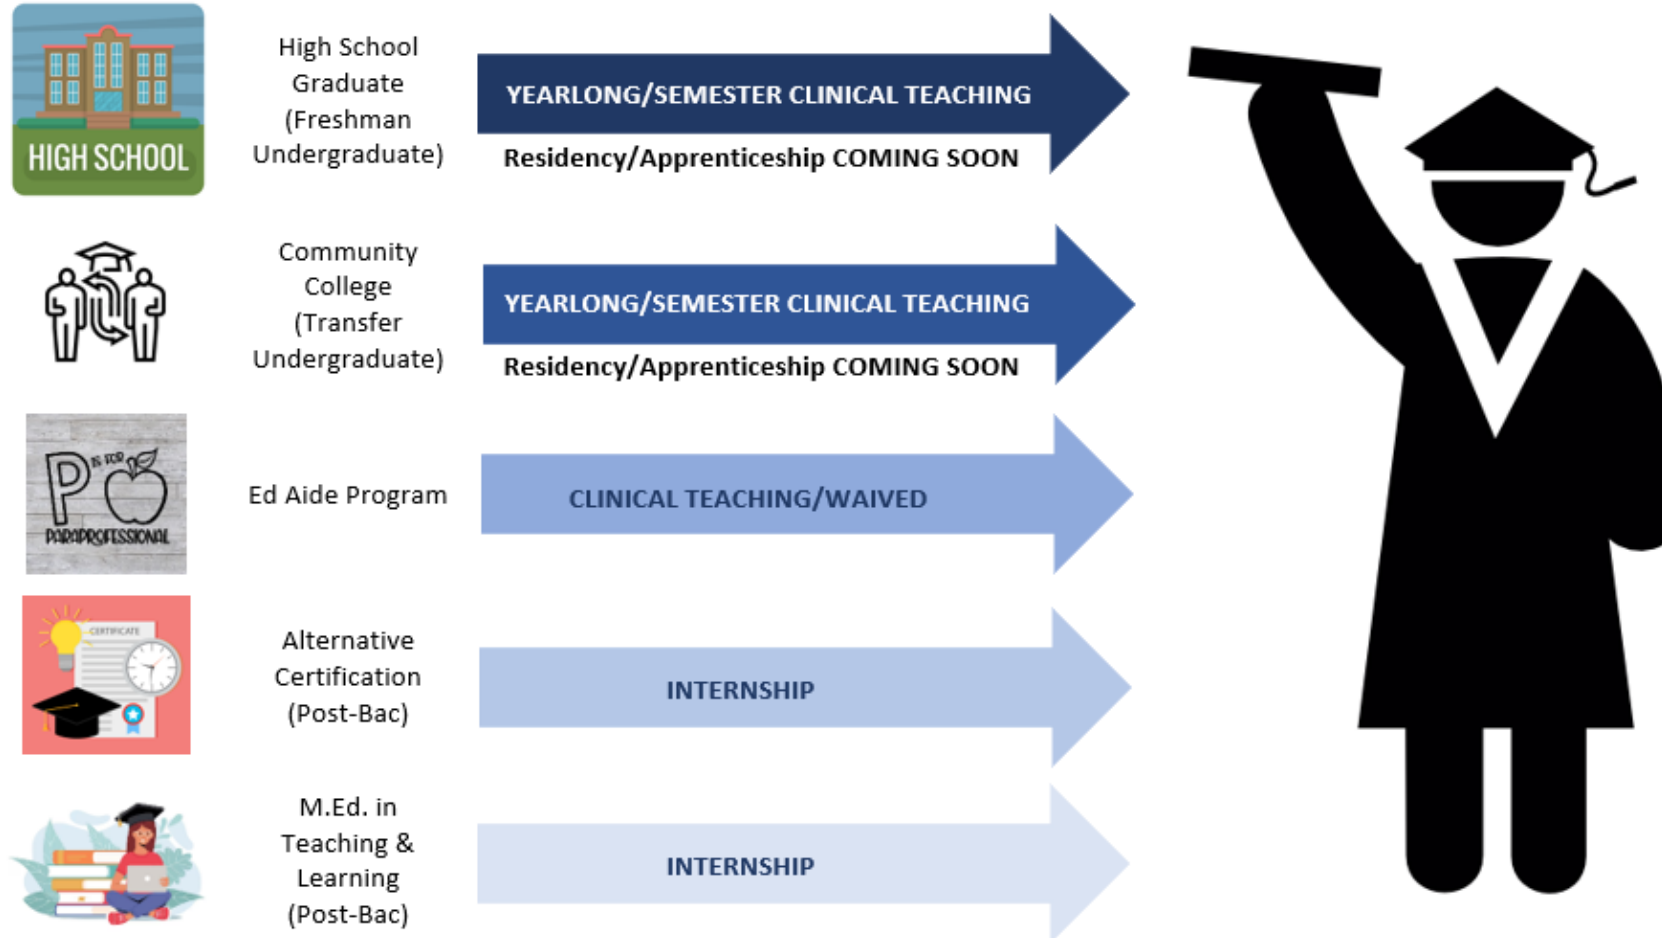 HIGH SCHOOL
High School
Graduate
(Freshman
Undergraduate)
YEARLONG/SEMESTER CLINICAL TEACHING
Residency/Apprenticeship COMING SOON
Community
College
(Transfer
Undergraduate)
YEARLONG/SEMESTER CLINICAL TEACHING
Residency/Apprenticeship COMING SOON
P IS FOR
PARAPROFESSIONAL
Ed Aide Program
CLINICAL TEACHING/WAIVED
CERTIFICATE
Alternative
Certification
(Post-Bac)
INTERNSHIP
M.Ed. in
Teaching &
Learning
(Post-Bac)
INTERNSHIP